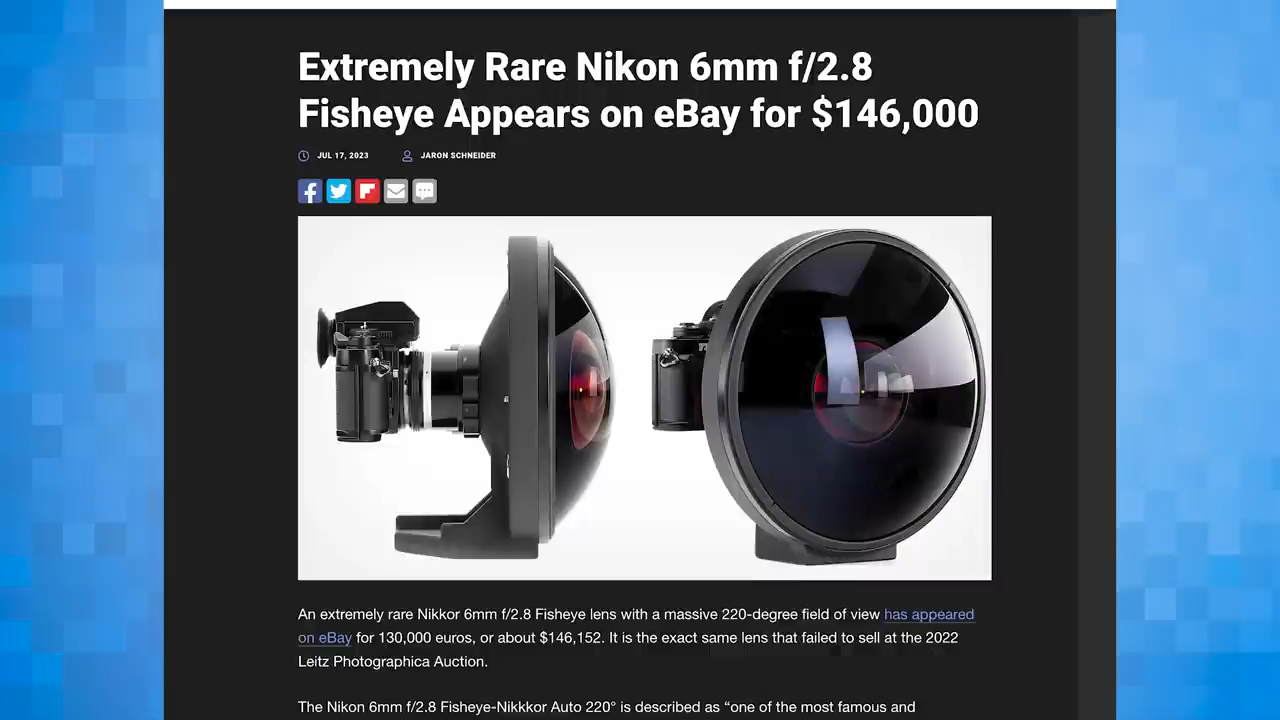 Extremely Rare Nikon 6mm f/2.8
Fisheye Appears on eBay for $146,000
JUL 17, 2023 JARON SCHNEIDER
An extremely rare Nikkor 6mm f/2.8 Fisheye lens with a massive 220-degree field of view has appeared
on eBay for 130,000 euros, or about $146,152. It is the exact same lens that failed to sell at the 2022
Leitz Photographica Auction.
The Nikon 6mm f/2.8 Fisheye-Nikkkor Auto 220° is described as “one of the most famous and